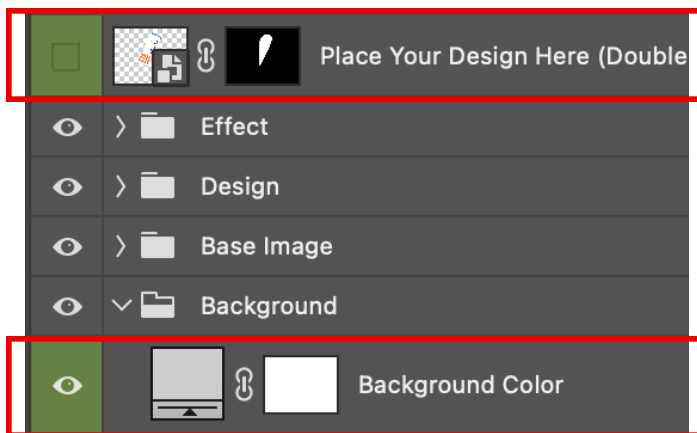 Place Your Design Here (Double
Effect
Design
Base Image
Background
Background Color